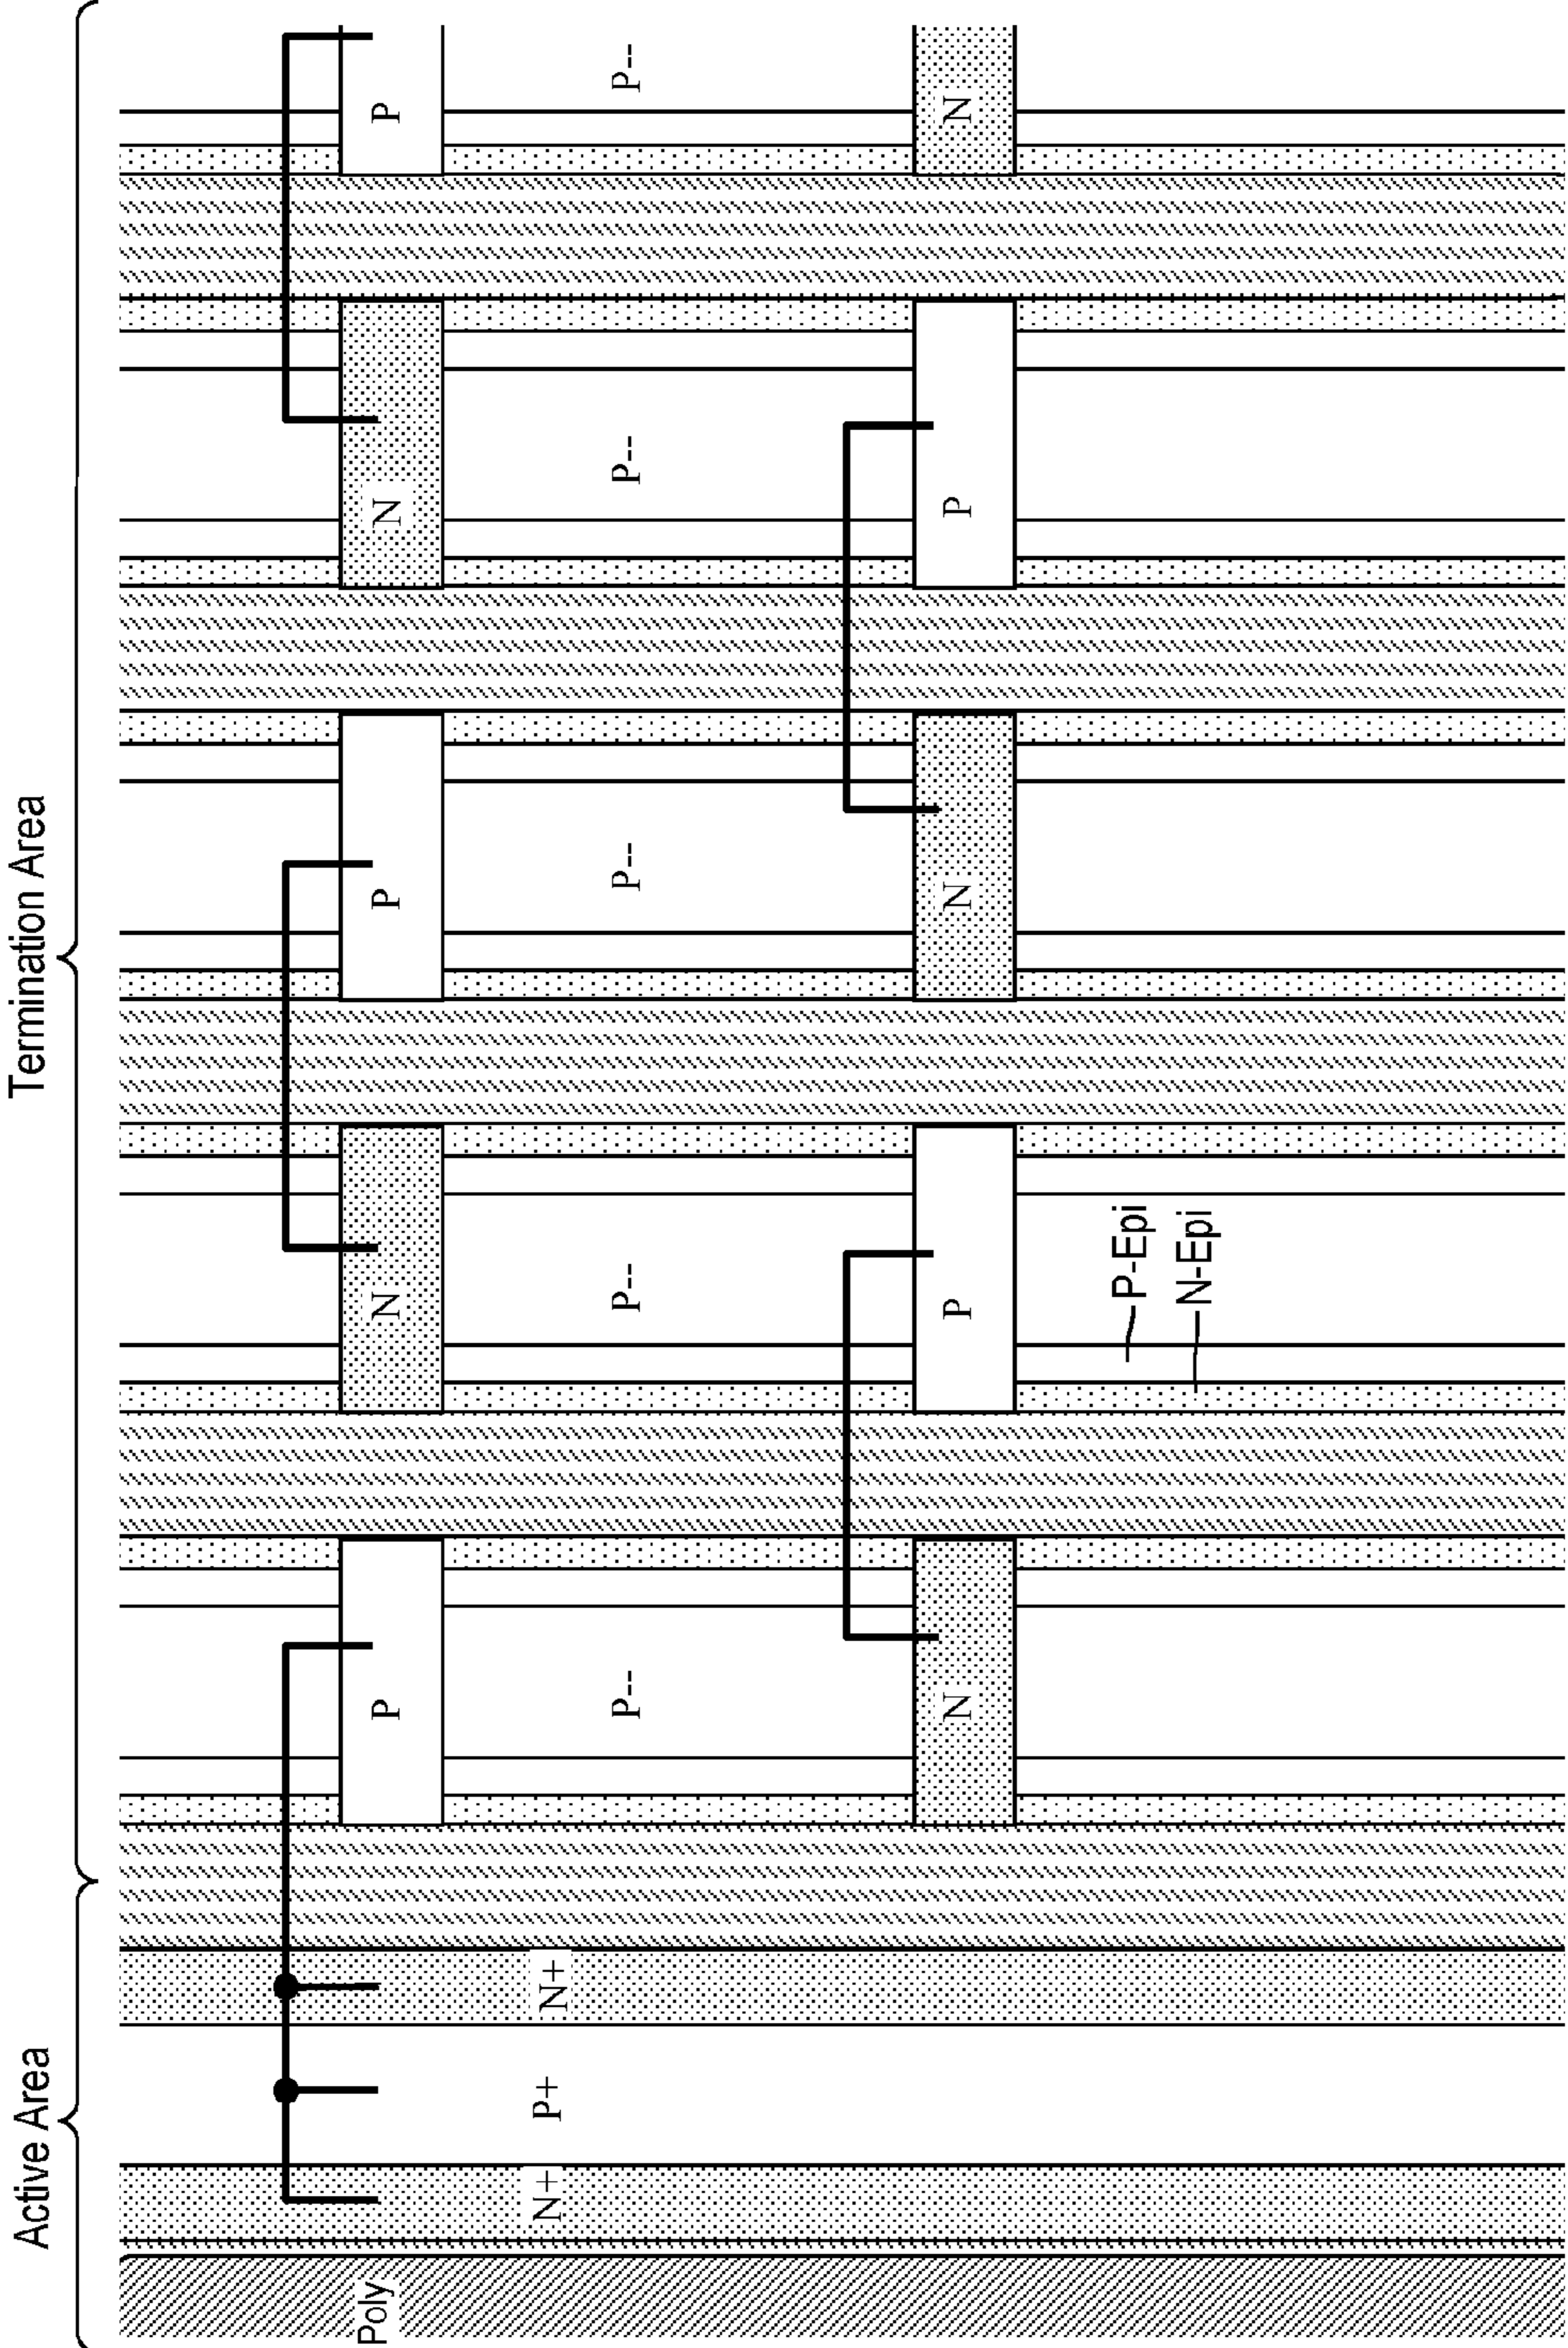 Active Area
Termination Area
Poly
P
N
P
N
P
N+
P+
N+
P--
P--
P--
P--
P--
N
P
N
P
N
P-Epi
N-Epi